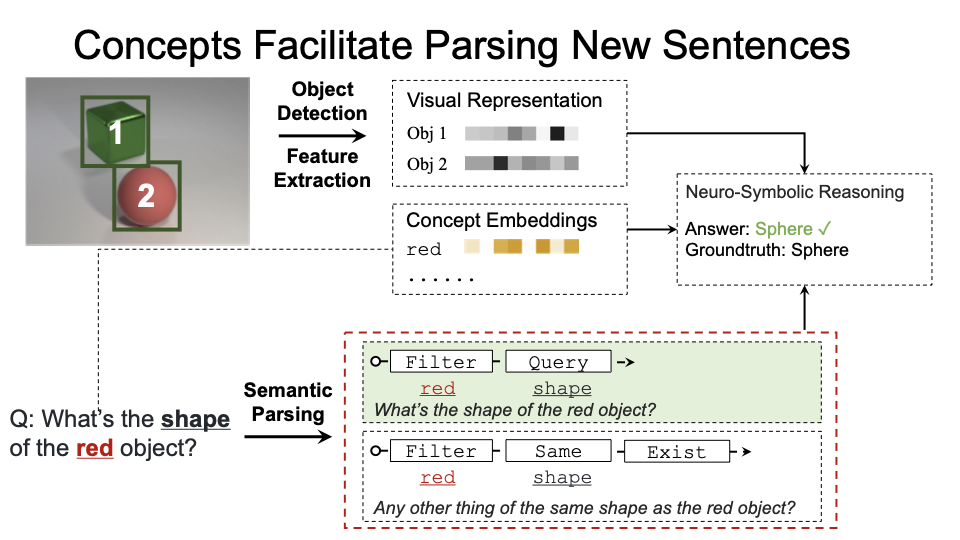 Concepts Facilitate Parsing New Sentences
1
2
Object
Detection
Feature
Extraction
Visual Representation
Obj 1
Obj 2
Concept Embeddings
red
......
Neuro-Symbolic Reasoning
Answer: Sphere ✓
Groundtruth: Sphere
Q: What's the shape
of the red object?
Semantic
Parsing
Filter Query
red shape
What's the shape of the red object?
Filter Same Exist
red shape
Any other thing of the same shape as the red object?